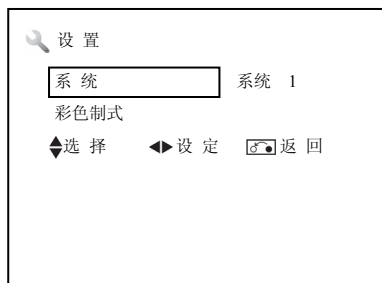 设 置
系 统 系统 1
彩色制式
选 择 设 定 返 回